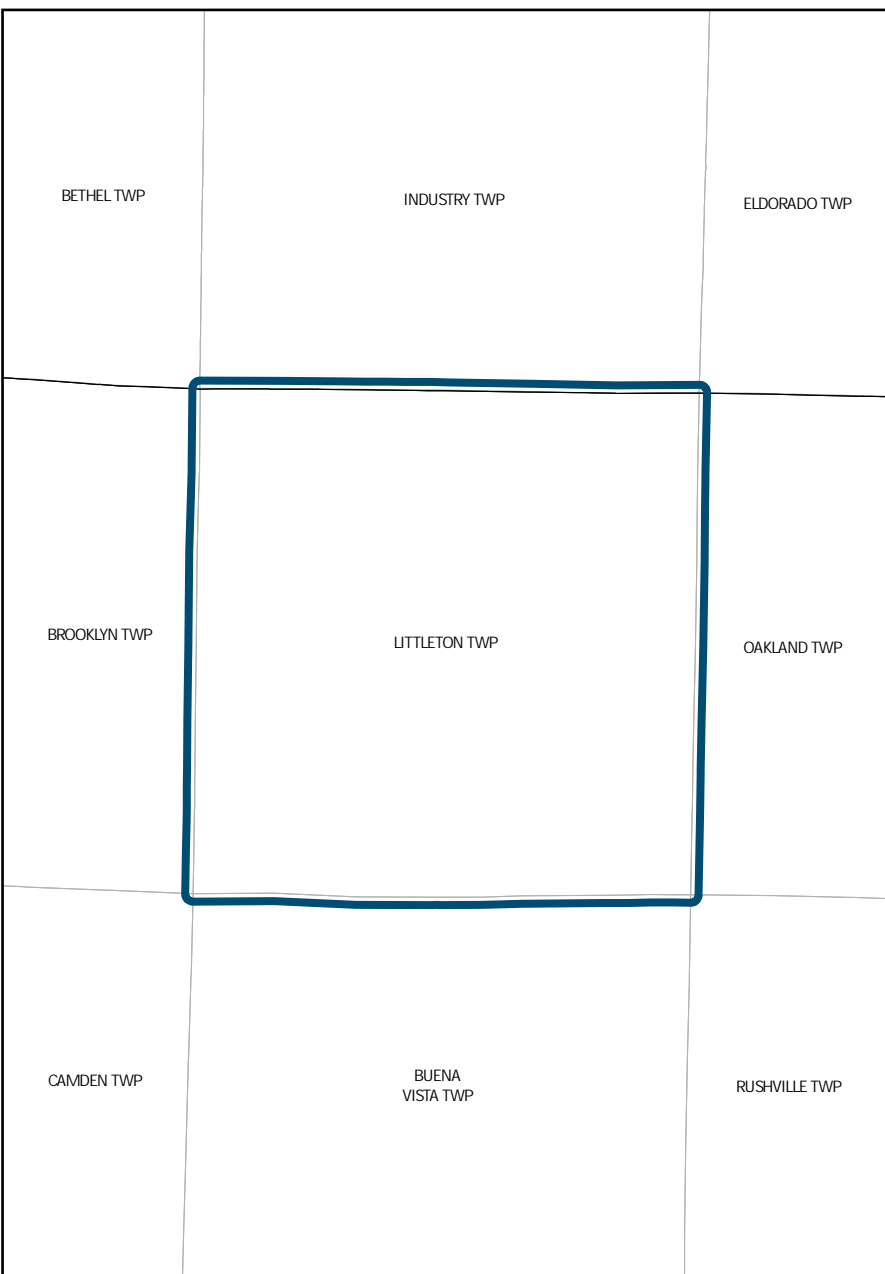 BETHEL TWP
INDUSTRY TWP
ELDORADO TWP
BROOKLYN TWP
LITTLETON TWP
OAKLAND TWP
CAMDEN TWP
BUENA
VISTA TWP
RUSHVILLE TWP